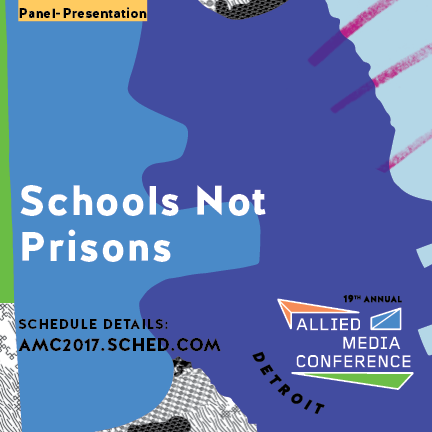 Panel- Presentation
Schools Not
Prisons
SCHEDULE DETAILS:
AMC2017.SCHED.COM
19TH ANNUAL
ALLIED
MEDIA
CONFERENCE
DETROIT